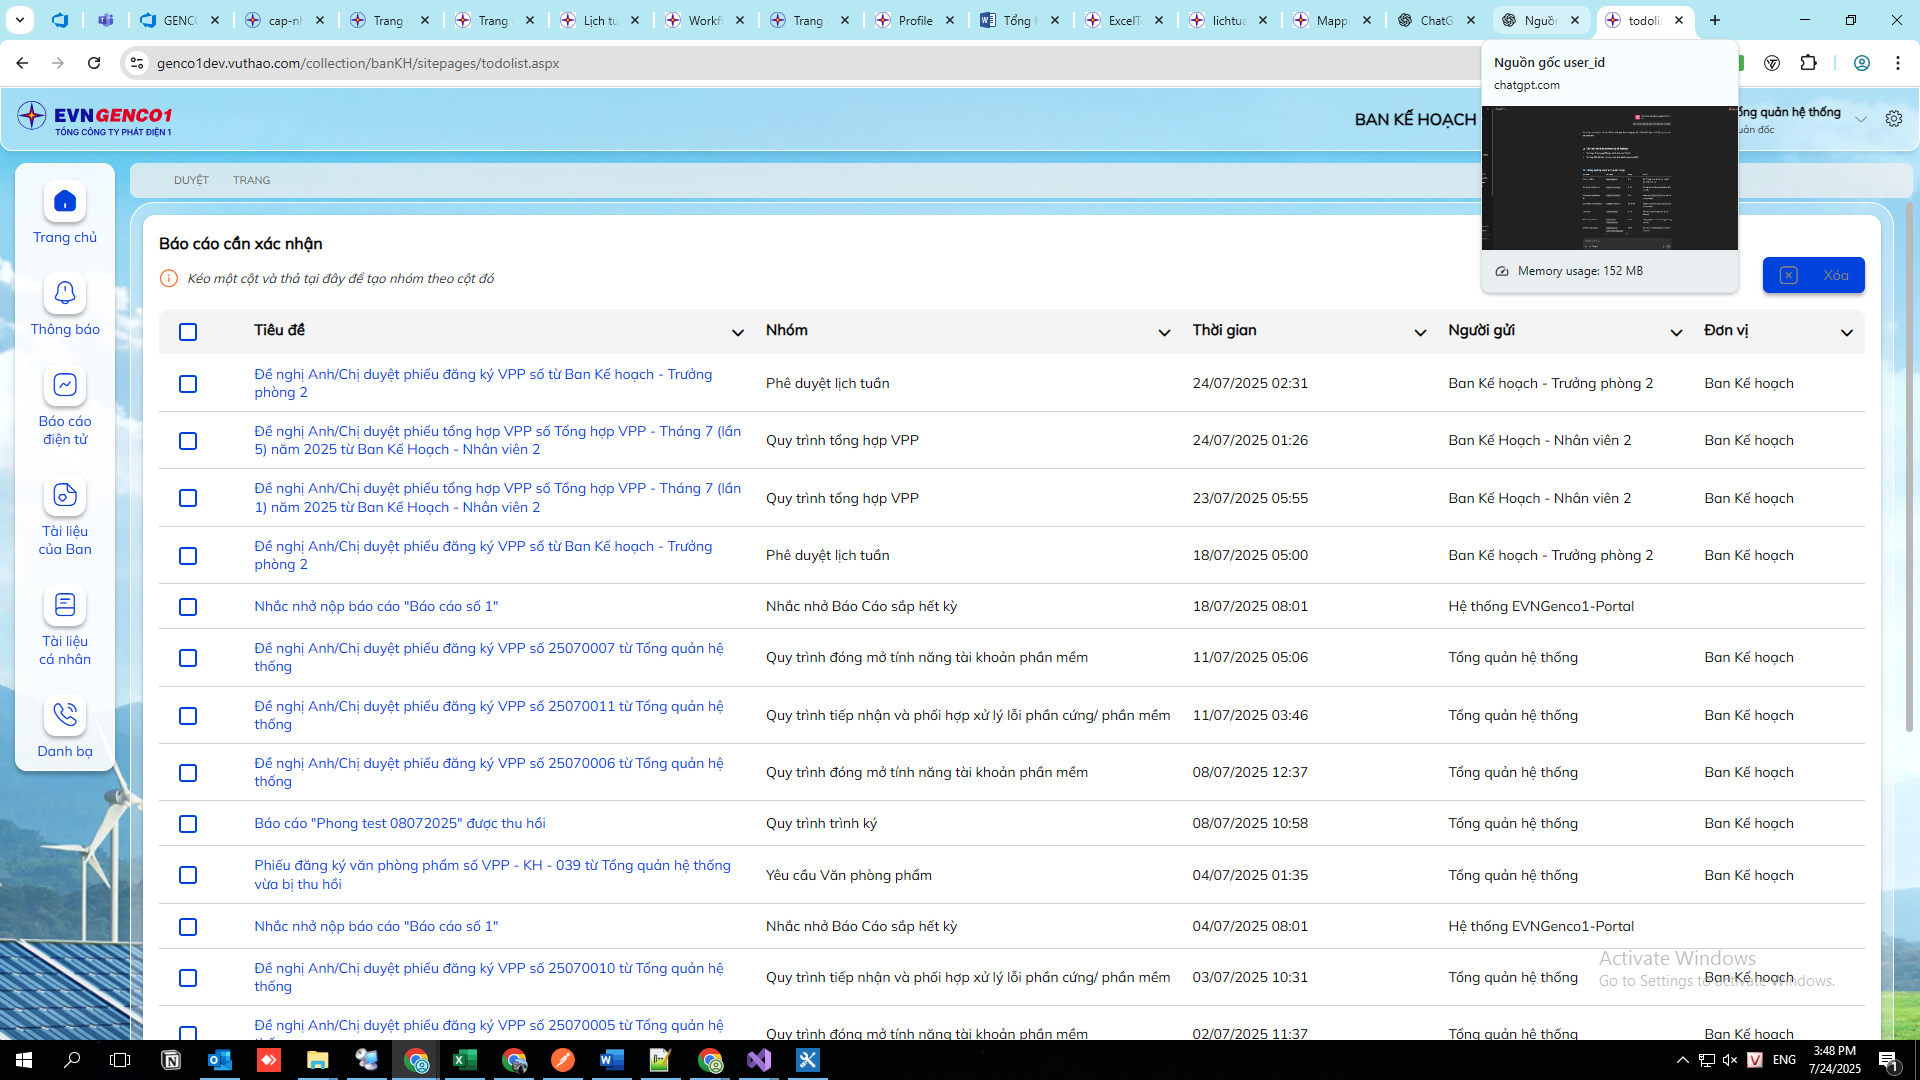 GENCO
cap-nh
Trang
Trang
Lịch tu
Workfl
Trang
Profile
Tổng h
ExcelTe
lichtua
Mappi
ChatG
Nguồn
todolis
genco1dev.vuthao.com/collection/banKH/sitepages/todolist.aspx
Nguồn gốc user_id
chatgpt.com
Memory usage: 152 MB
EVNGENCO1
TỔNG CÔNG TY PHÁT ĐIỆN 1
BAN KẾ HOẠCH
ổng quản hệ thống
uản đốc
Trang chủ
Thông báo
Báo cáo
điện tử
Tài liệu
của Ban
Tài liệu
cá nhân
Danh bạ
DUYỆT TRANG
Báo cáo cần xác nhận
Kéo một cột và thả tại đây để tạo nhóm theo cột đó
Xóa
Tiêu đề Nhóm Thời gian Người gửi Đơn vị
Đề nghị Anh/Chị duyệt phiếu đăng ký VPP số từ Ban Kế hoạch - Trưởng
phòng 2
Phê duyệt lịch tuần 24/07/2025 02:31 Ban Kế hoạch - Trưởng phòng 2 Ban Kế hoạch
Đề nghị Anh/Chị duyệt phiếu tổng hợp VPP số Tổng hợp VPP - Tháng 7 (lần
5) năm 2025 từ Ban Kế Hoạch - Nhân viên 2
Quy trình tổng hợp VPP 24/07/2025 01:26 Ban Kế Hoạch - Nhân viên 2 Ban Kế hoạch
Đề nghị Anh/Chị duyệt phiếu tổng hợp VPP số Tổng hợp VPP - Tháng 7 (lần
1) năm 2025 từ Ban Kế Hoạch - Nhân viên 2
Quy trình tổng hợp VPP 23/07/2025 05:55 Ban Kế Hoạch - Nhân viên 2 Ban Kế hoạch
Đề nghị Anh/Chị duyệt phiếu đăng ký VPP số từ Ban Kế hoạch - Trưởng
phòng 2
Phê duyệt lịch tuần 18/07/2025 05:00 Ban Kế hoạch - Trưởng phòng 2 Ban Kế hoạch
Nhắc nhở nộp báo cáo "Báo cáo số 1" Nhắc nhở Báo Cáo sắp hết kỳ 18/07/2025 08:01 Hệ thống EVNGenco1-Portal
Đề nghị Anh/Chị duyệt phiếu đăng ký VPP số 25070007 từ Tổng quản hệ
thống
Quy trình đóng mở tính năng tài khoản phần mềm 11/07/2025 05:06 Tổng quản hệ thống Ban Kế hoạch
Đề nghị Anh/Chị duyệt phiếu đăng ký VPP số 25070011 từ Tổng quản hệ
thống
Quy trình tiếp nhận và phối hợp xử lý lỗi phần cứng/ phần mềm 11/07/2025 03:46 Tổng quản hệ thống Ban Kế hoạch
Đề nghị Anh/Chị duyệt phiếu đăng ký VPP số 25070006 từ Tổng quản hệ
thống
Quy trình đóng mở tính năng tài khoản phần mềm 08/07/2025 12:37 Tổng quản hệ thống Ban Kế hoạch
Báo cáo "Phong test 08072025" được thu hồi Quy trình trình ký 08/07/2025 10:58 Tổng quản hệ thống Ban Kế hoạch
Phiếu đăng ký văn phòng phẩm số VPP - KH - 039 từ Tổng quản hệ thống
vừa bị thu hồi
Yêu cầu Văn phòng phẩm 04/07/2025 01:35 Tổng quản hệ thống Ban Kế hoạch
Nhắc nhở nộp báo cáo "Báo cáo số 1" Nhắc nhở Báo Cáo sắp hết kỳ 04/07/2025 08:01 Hệ thống EVNGenco1-Portal
Đề nghị Anh/Chị duyệt phiếu đăng ký VPP số 25070010 từ Tổng quản hệ
thống
Quy trình tiếp nhận và phối hợp xử lý lỗi phần cứng/ phần mềm 03/07/2025 10:31 Tổng quản hệ thống Ban Kế hoạch
Đề nghị Anh/Chị duyệt phiếu đăng ký VPP số 25070005 từ Tổng quản hệ
Quy trình đóng mở tính năng tài khoản phần mềm 02/07/2025 11:37 Tổng quản hệ thống Ban Kế hoạch
Activate Windows
Go to Settings to activate Windows.
ENG
3:48 PM
7/24/2025
1